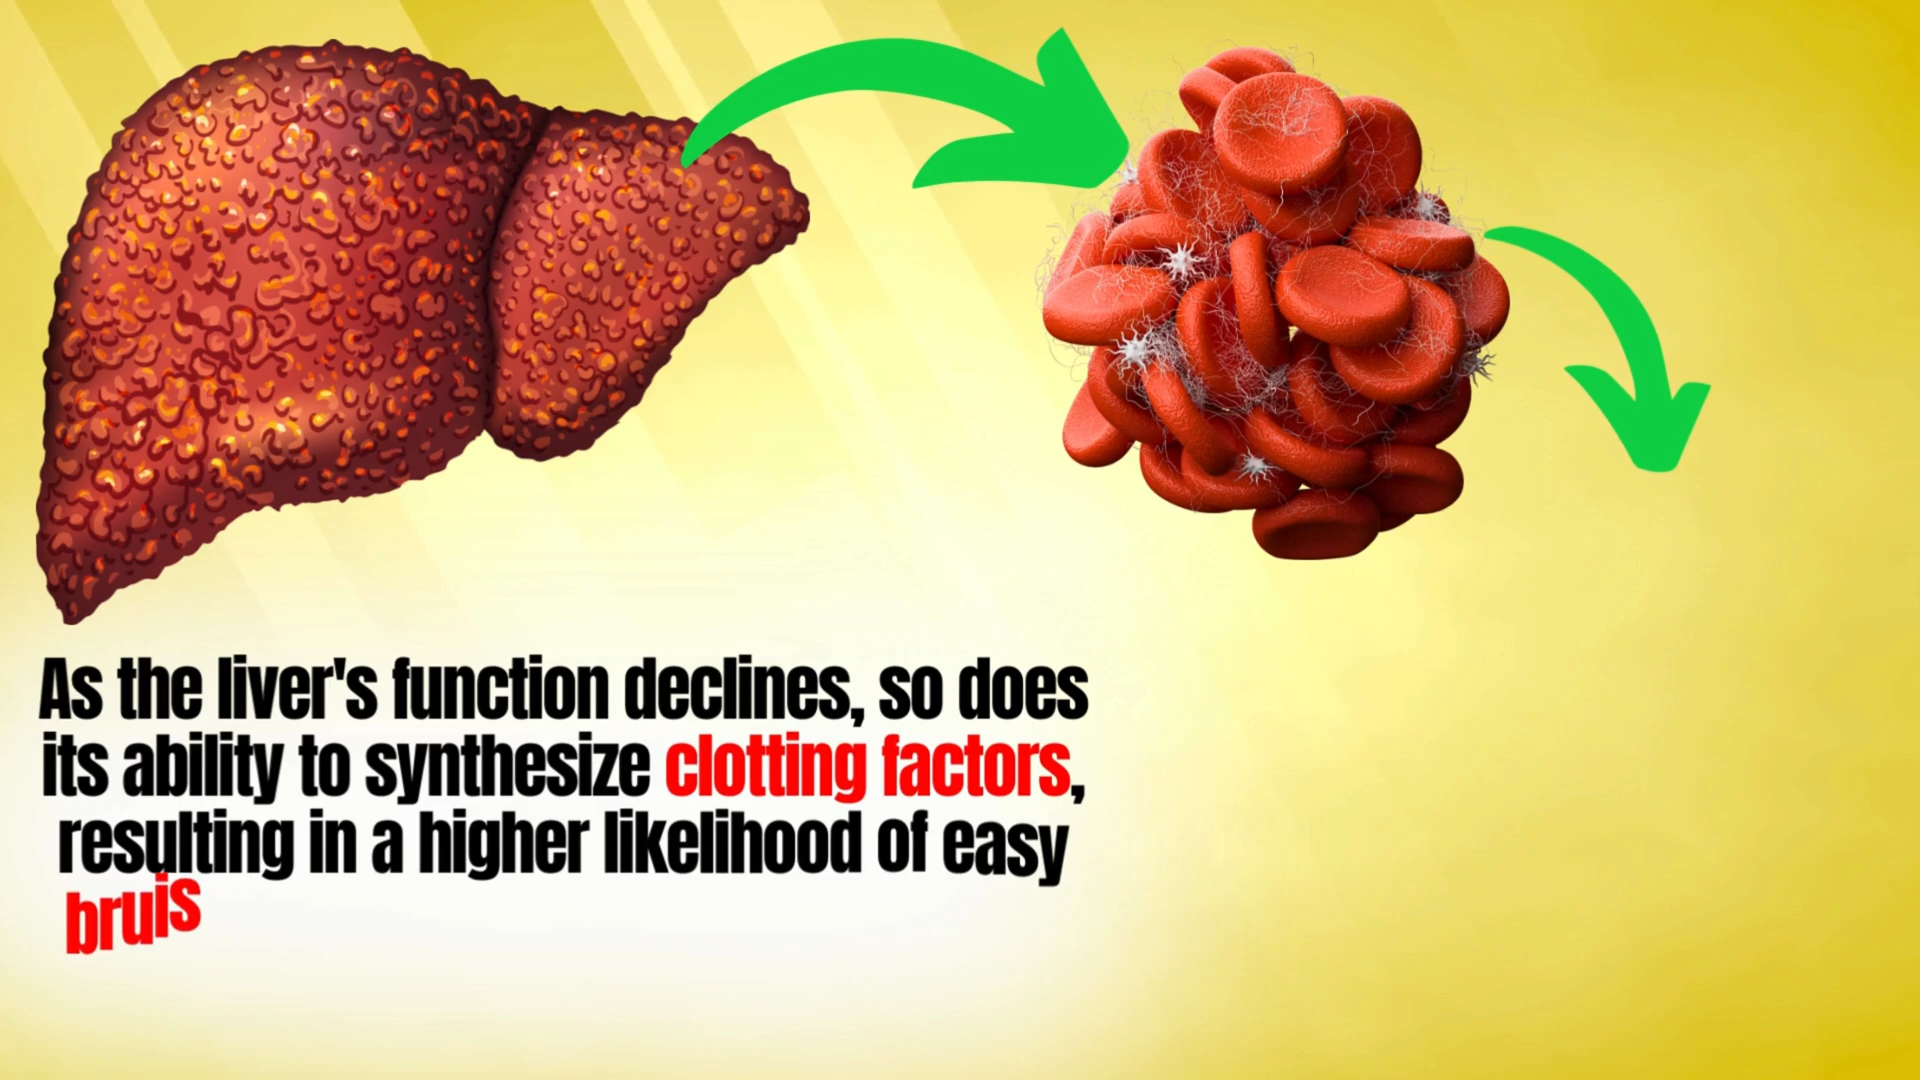 As the liver's function declines, so does
its ability to synthesize clotting factors,
resulting in a higher likelihood of easy
bruis